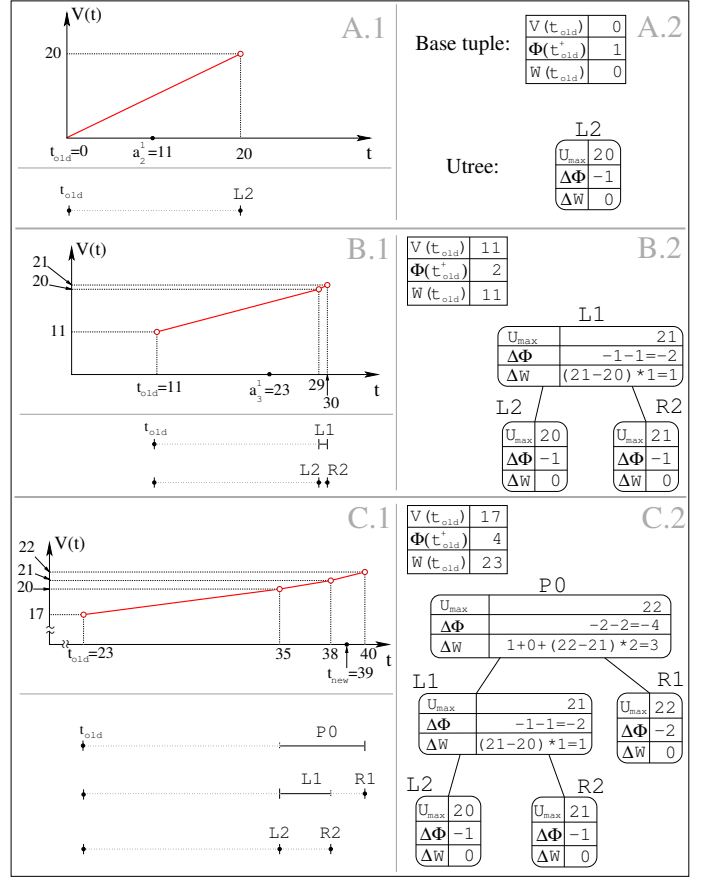 V(t)
A.1
20
t_old=0
a_2^1=11
20
t
t_old
L2
A.2
Base tuple:
V(t_old) 0
Φ(t_old^+) 1
W(t_old) 0
L2
Utree:
U_max 20
ΔΦ -1
ΔW 0
V(t)
B.1
21
20
11
t_old=11
a_3^1=23
29
30
t
t_old
L1
L2 R2
B.2
V(t_old) 11
Φ(t_old^+) 2
W(t_old) 11
L1
U_max 21
ΔΦ -1-1=-2
ΔW (21-20)*1=1
L2 R2
U_max 20 U_max 21
ΔΦ -1 ΔΦ -1
ΔW 0 ΔW 0
C.1
V(t)
22
21
20
17
t_old=23
35 38 40
t
t_new=39
t_old
P0
L1 R1
L2 R2
C.2
V(t_old) 17
Φ(t_old^+) 4
W(t_old) 23
P0
U_max 22
ΔΦ -2-2=-4
ΔW 1+0+(22-21)*2=3
L1 R1
U_max 21 U_max 22
ΔΦ -1-1=-2 ΔΦ -2
ΔW (21-20)*1=1 ΔW 0
L2 R2
U_max 20 U_max 21
ΔΦ -1 ΔΦ -1
ΔW 0 ΔW 0